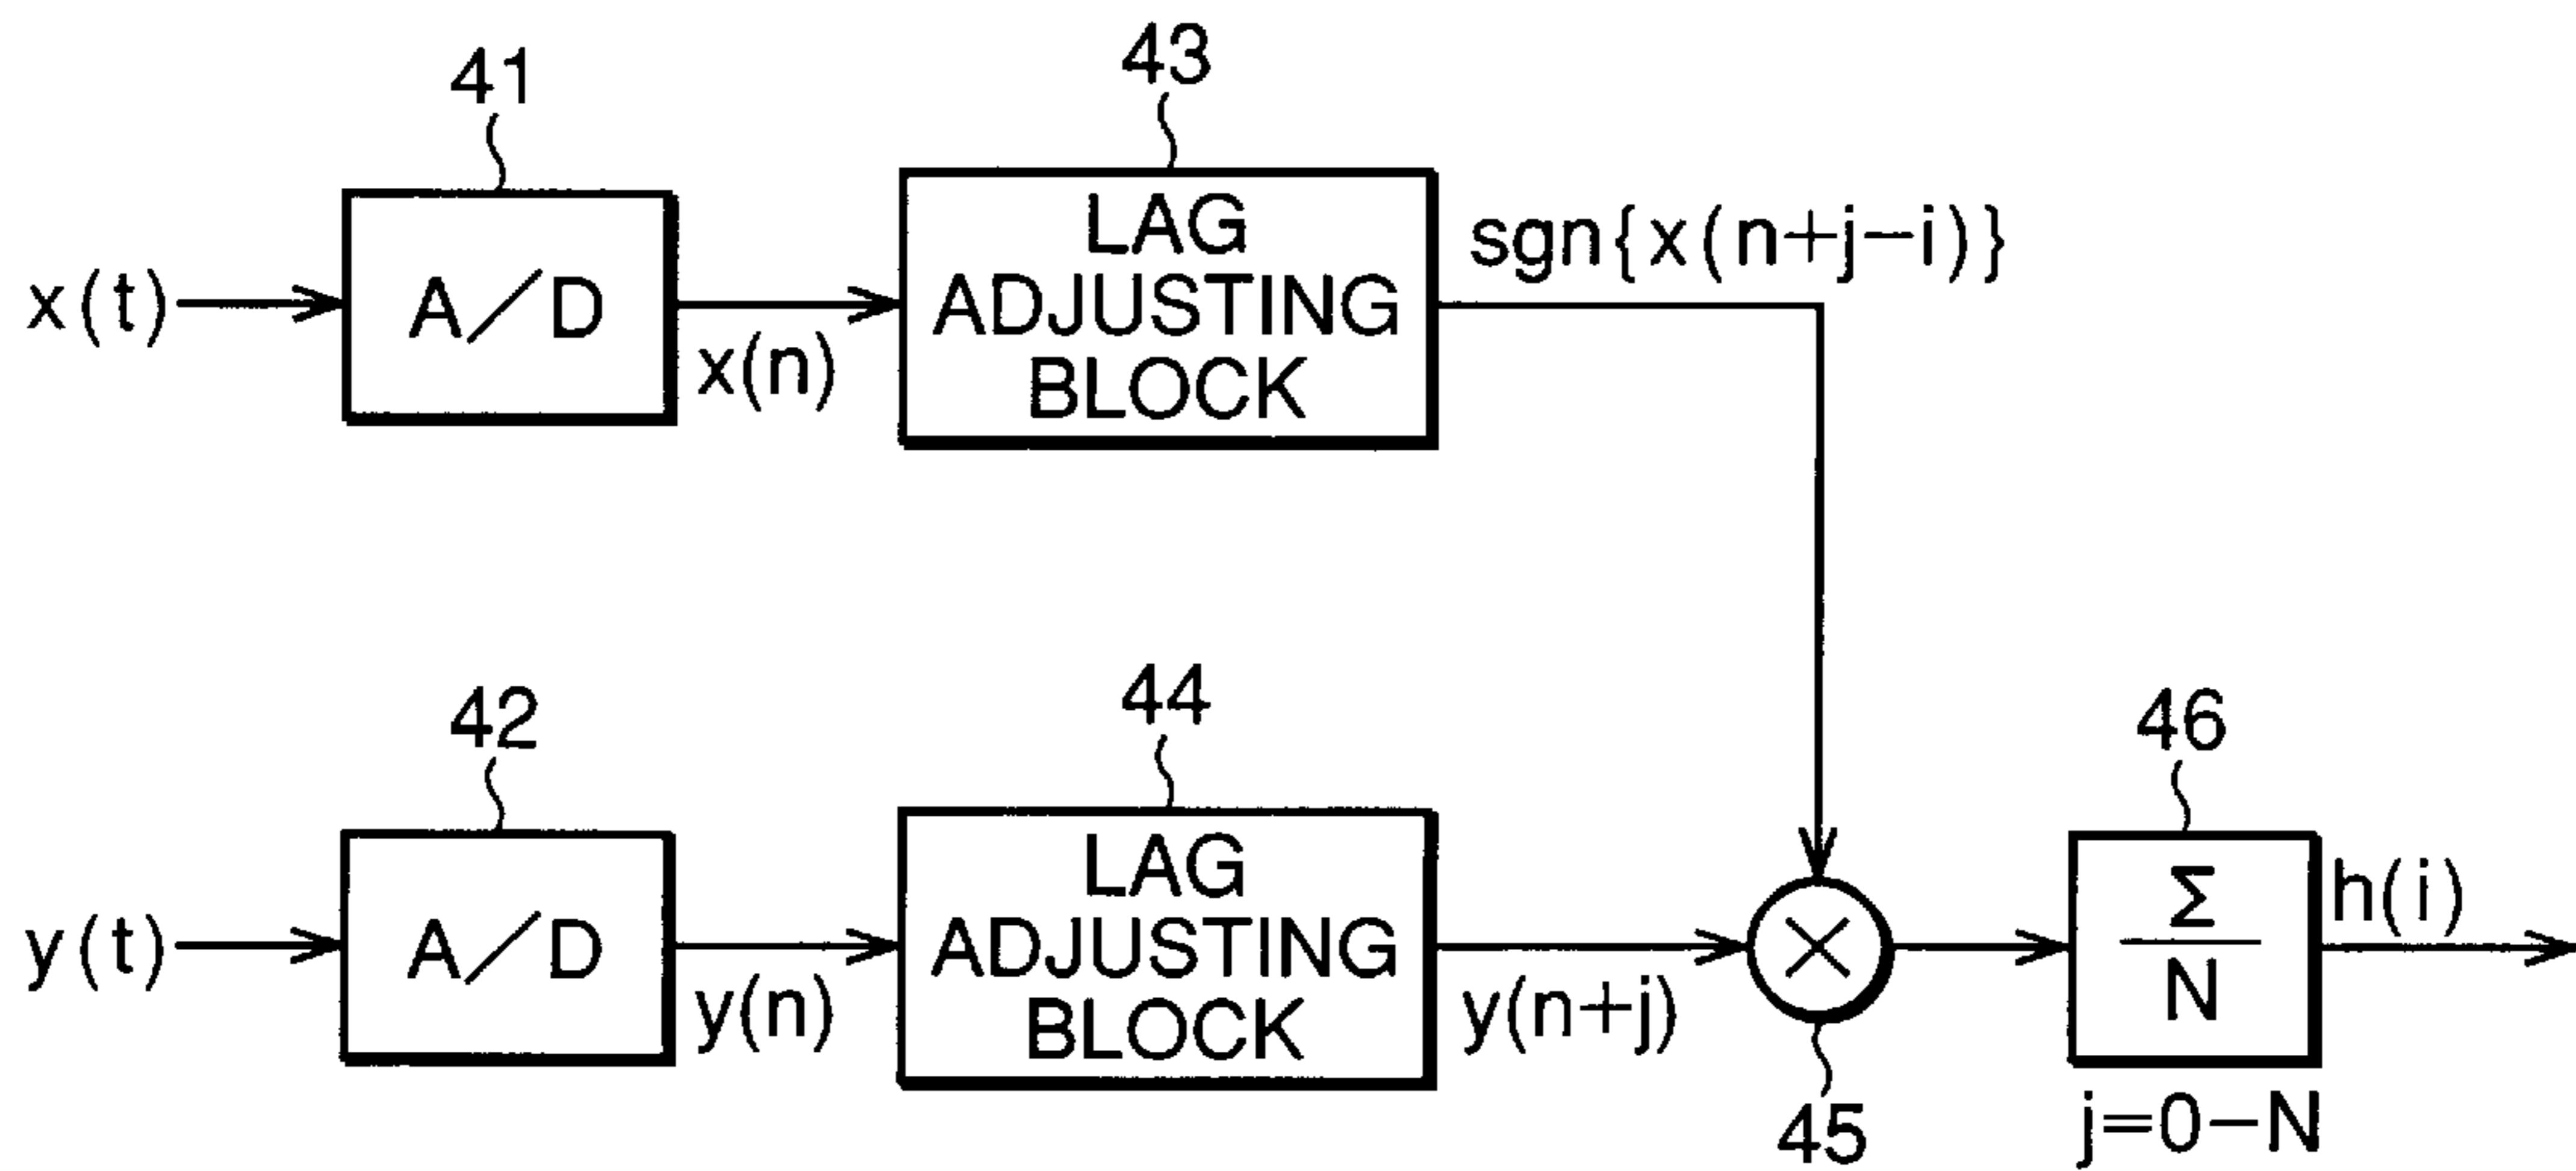 41
43
x(t)
A/D
x(n)
LAG
ADJUSTING
BLOCK
sgn{x(n+j-i)}
42
44
46
y(t)
A/D
y(n)
LAG
ADJUSTING
BLOCK
y(n+j)
×
45
Σ
N
h(i)
j=0-N